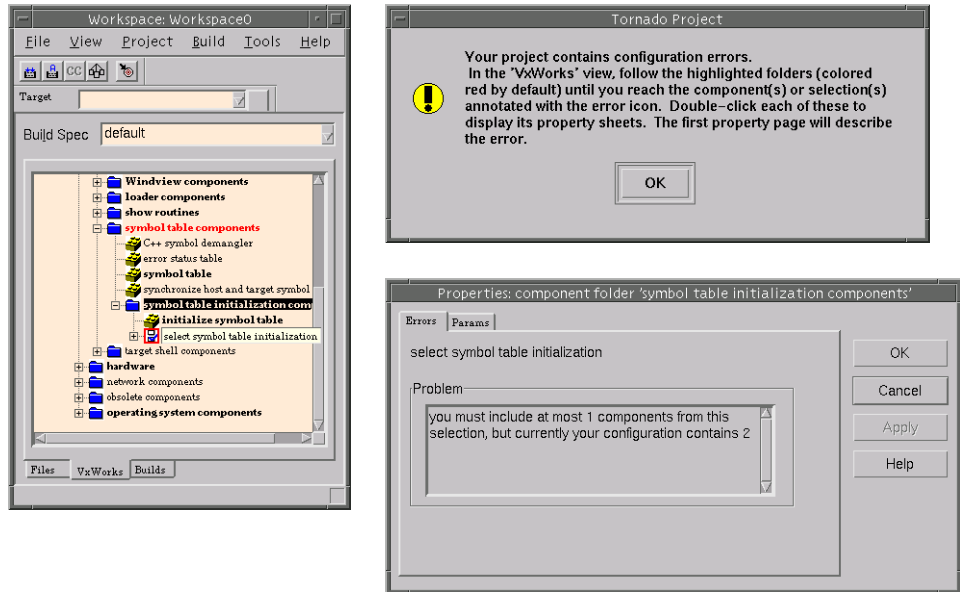 Workspace: Workspace0
File View Project Build Tools Help
CC
Target
Build Spec default
Windview components
loader components
show routines
symbol table components
C++ symbol demangler
error status table
symbol table
synchronize host and target symbol
symbol table initialization com
initialize symbol table
select symbol table initialization
target shell components
hardware
network components
obsolete components
operating system components
Files VxWorks Builds
Tornado Project
Your project contains configuration errors.
In the 'VxWorks' view, follow the highlighted folders (colored
red by default) until you reach the component(s) or selection(s)
annotated with the error icon. Double-click each of these to
display its property sheets. The first property page will describe
the error.
OK
Properties: component folder 'symbol table initialization components'
Errors Params
select symbol table initialization
Problem
you must include at most 1 components from this
selection, but currently your configuration contains 2
OK
Cancel
Apply
Help